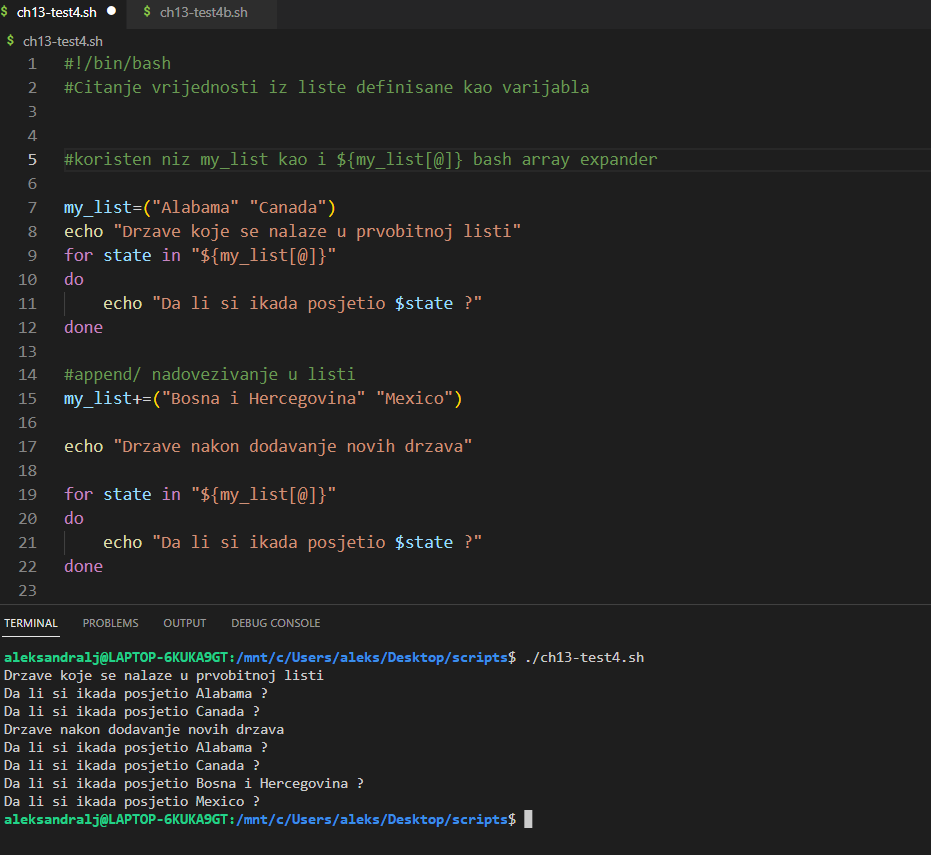 $ ch13-test4.sh ● $ ch13-test4b.sh
$ ch13-test4.sh
1 #!/bin/bash
2 #Citanje vrijednosti iz liste definisane kao varijabla
3
4
5 #koristen niz my_list kao i ${my_list[@]} bash array expander
6
7 my_list=("Alabama" "Canada")
8 echo "Drzave koje se nalaze u prvobitnoj listi"
9 for state in "${my_list[@]}"
10 do
11     echo "Da li si ikada posjetio $state ?"
12 done
13
14 #append/ nadovezivanje u listi
15 my_list+=("Bosna i Hercegovina" "Mexico")
16
17 echo "Drzave nakon dodavanje novih drzava"
18
19 for state in "${my_list[@]}"
20 do
21     echo "Da li si ikada posjetio $state ?"
22 done
23
TERMINAL PROBLEMS OUTPUT DEBUG CONSOLE
aleksandralj@LAPTOP-6KUKA9GT:/mnt/c/Users/aleks/Desktop/scripts$ ./ch13-test4.sh
Drzave koje se nalaze u prvobitnoj listi
Da li si ikada posjetio Alabama ?
Da li si ikada posjetio Canada ?
Drzave nakon dodavanje novih drzava
Da li si ikada posjetio Alabama ?
Da li si ikada posjetio Canada ?
Da li si ikada posjetio Bosna i Hercegovina ?
Da li si ikada posjetio Mexico ?
aleksandralj@LAPTOP-6KUKA9GT:/mnt/c/Users/aleks/Desktop/scripts$